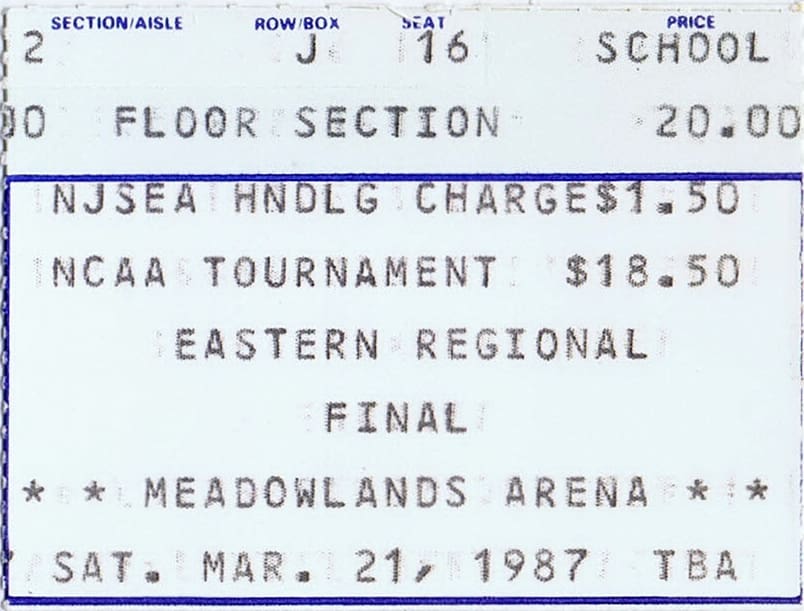 SECTION/AISLE ROW/BOX SEAT PRICE
2 J 16 SCHOOL
00 FLOOR SECTION 20.00
NJSEA HNDLG CHARGE$1.50
NCAA TOURNAMENT $18.50
EASTERN REGIONAL
FINAL
* * MEADOWLANDS ARENA * *
SAT. MAR. 21, 1987 TBA